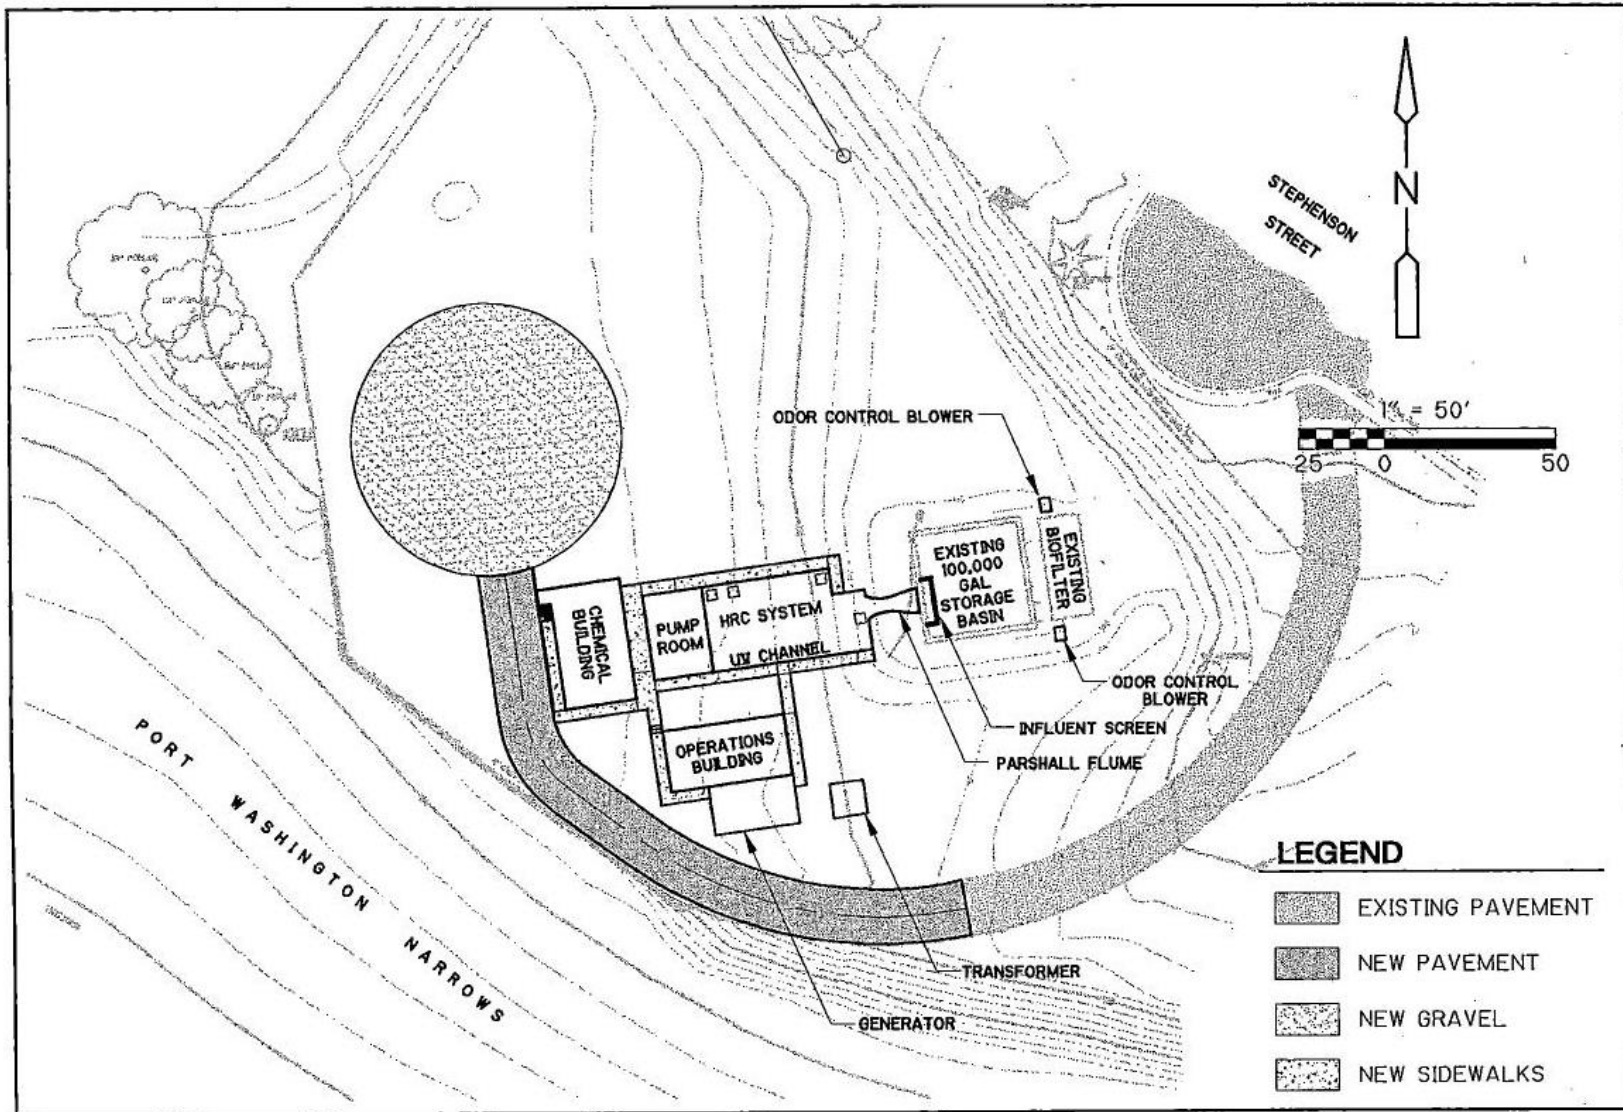 STEPHENSON
STREET
N
1" = 50'
25 0 50
ODOR CONTROL BLOWER
EXISTING
100,000
GAL
STORAGE
BASIN
EXISTING
BIOFILTER
CHEMICAL
BUILDING
PUMP
ROOM
HRC SYSTEM
UV CHANNEL
ODOR CONTROL
BLOWER
INFLUENT SCREEN
PARSHALL FLUME
OPERATIONS
BUILDING
PORT WASHINGTON NARROWS
TRANSFORMER
GENERATOR
LEGEND
EXISTING PAVEMENT
NEW PAVEMENT
NEW GRAVEL
NEW SIDEWALKS